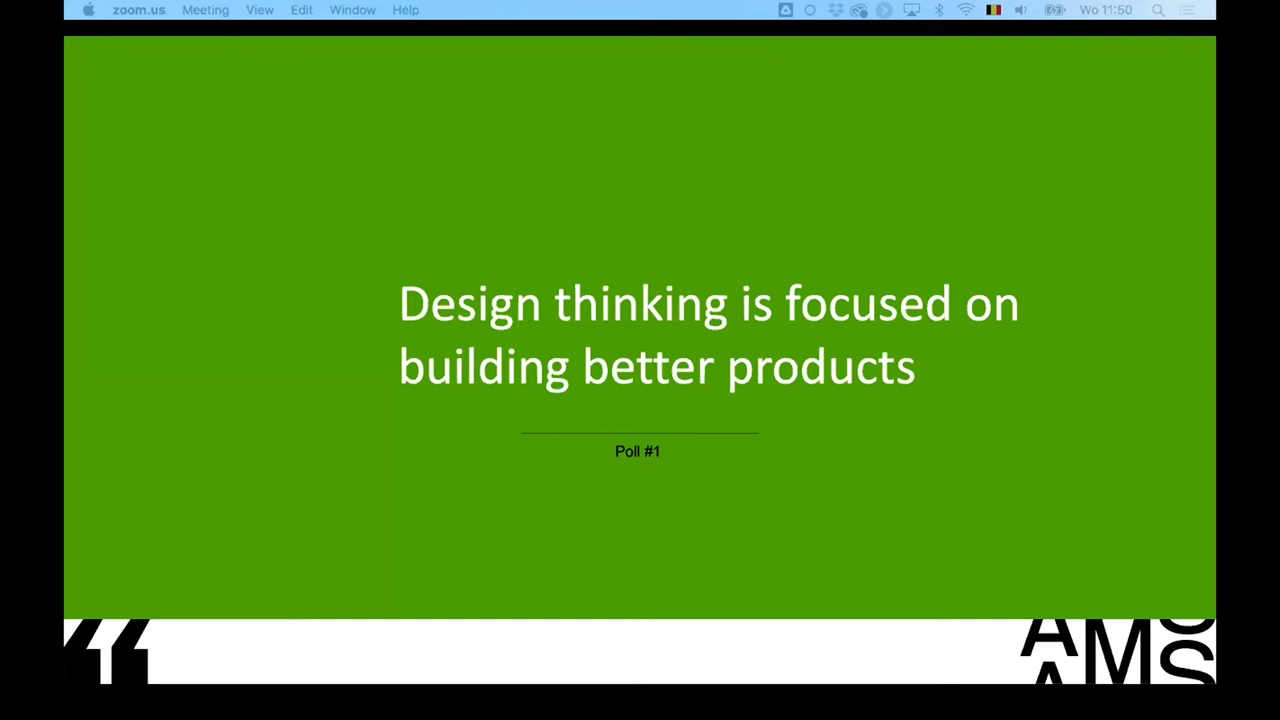 zoom.us Meeting View Edit Window Help Wo 11:50
Design thinking is focused on
building better products
Poll #1
AMS